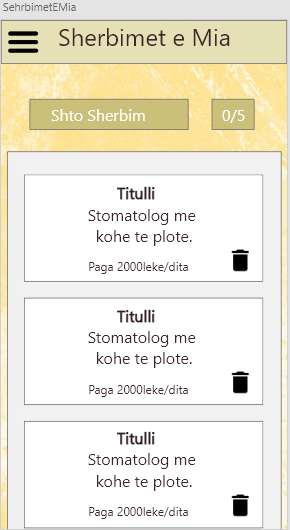 SehrbimetEMia
Sherbimet e Mia
Shto Sherbim
0/5
Titulli
Stomatolog me
kohe te plote.
Paga 2000leke/dita
Titulli
Stomatolog me
kohe te plote.
Paga 2000leke/dita
Titulli
Stomatolog me
kohe te plote.
Paga 2000leke/dita